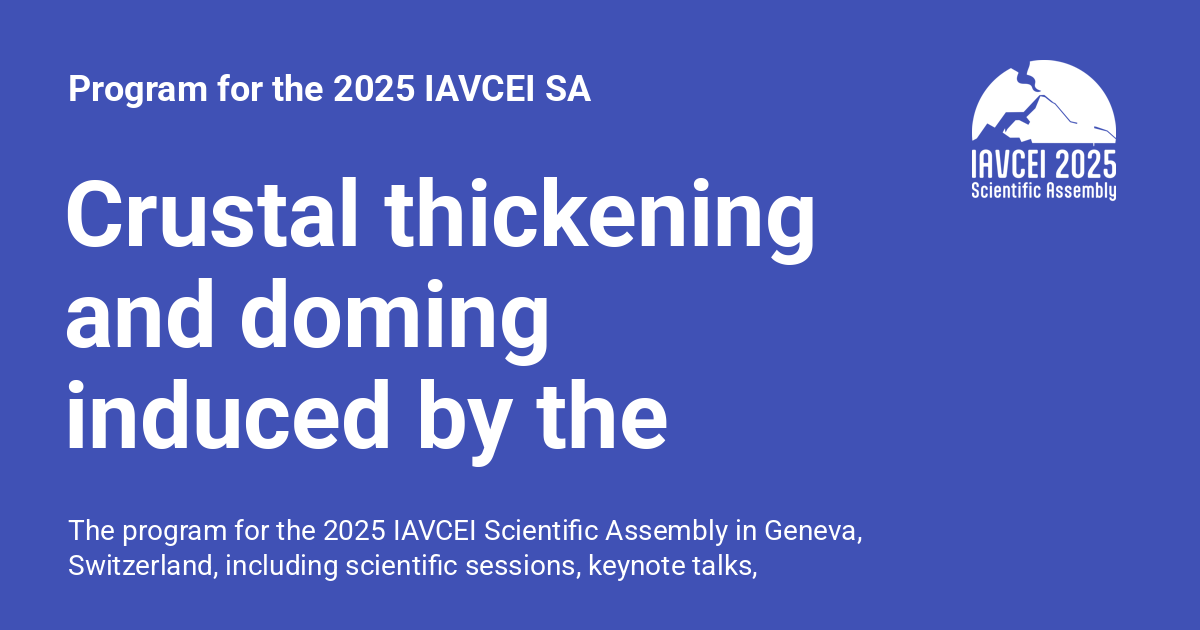 Program for the 2025 IAVCEI SA
IAVCEI 2025
Scientific Assembly
Crustal thickening
and doming
induced by the
The program for the 2025 IAVCEI Scientific Assembly in Geneva,
Switzerland, including scientific sessions, keynote talks,